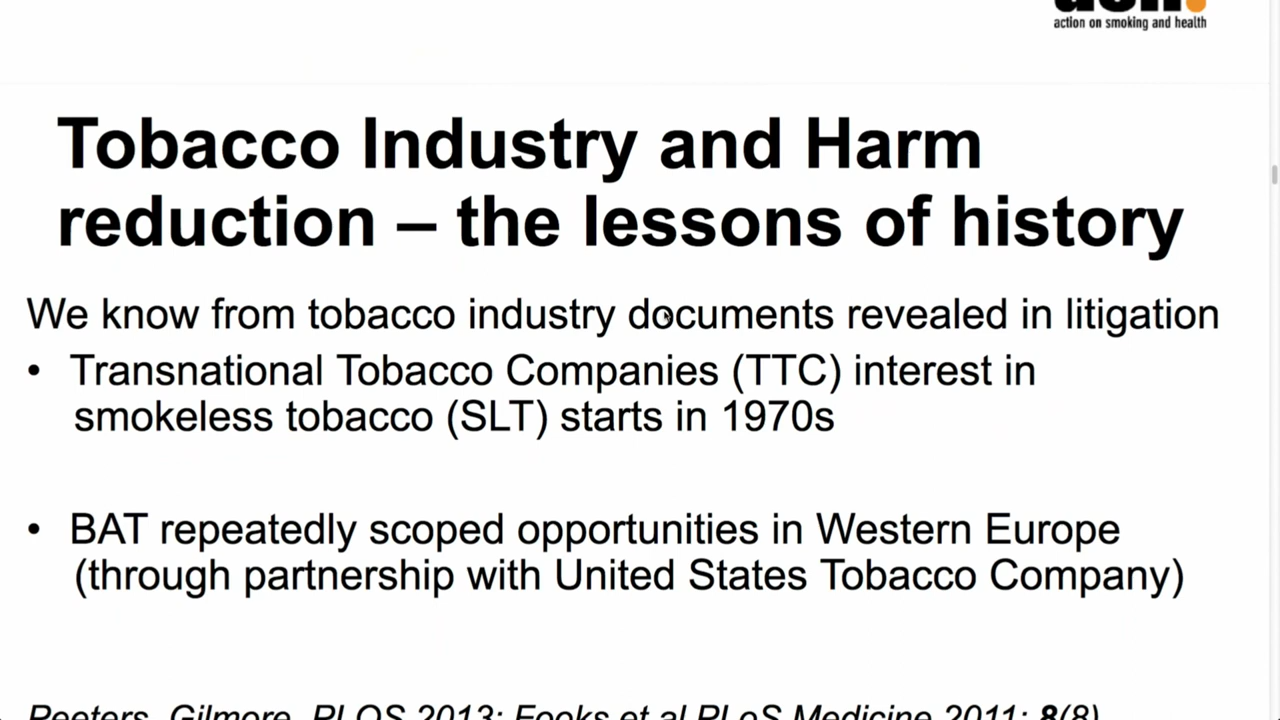 ash.
action on smoking and health
Tobacco Industry and Harm
reduction – the lessons of history
We know from tobacco industry documents revealed in litigation
• Transnational Tobacco Companies (TTC) interest in
smokeless tobacco (SLT) starts in 1970s
• BAT repeatedly scoped opportunities in Western Europe
(through partnership with United States Tobacco Company)
Peeters, Gilmore, PLOS 2013; Fooks et al PLoS Medicine 2011; 8(8)